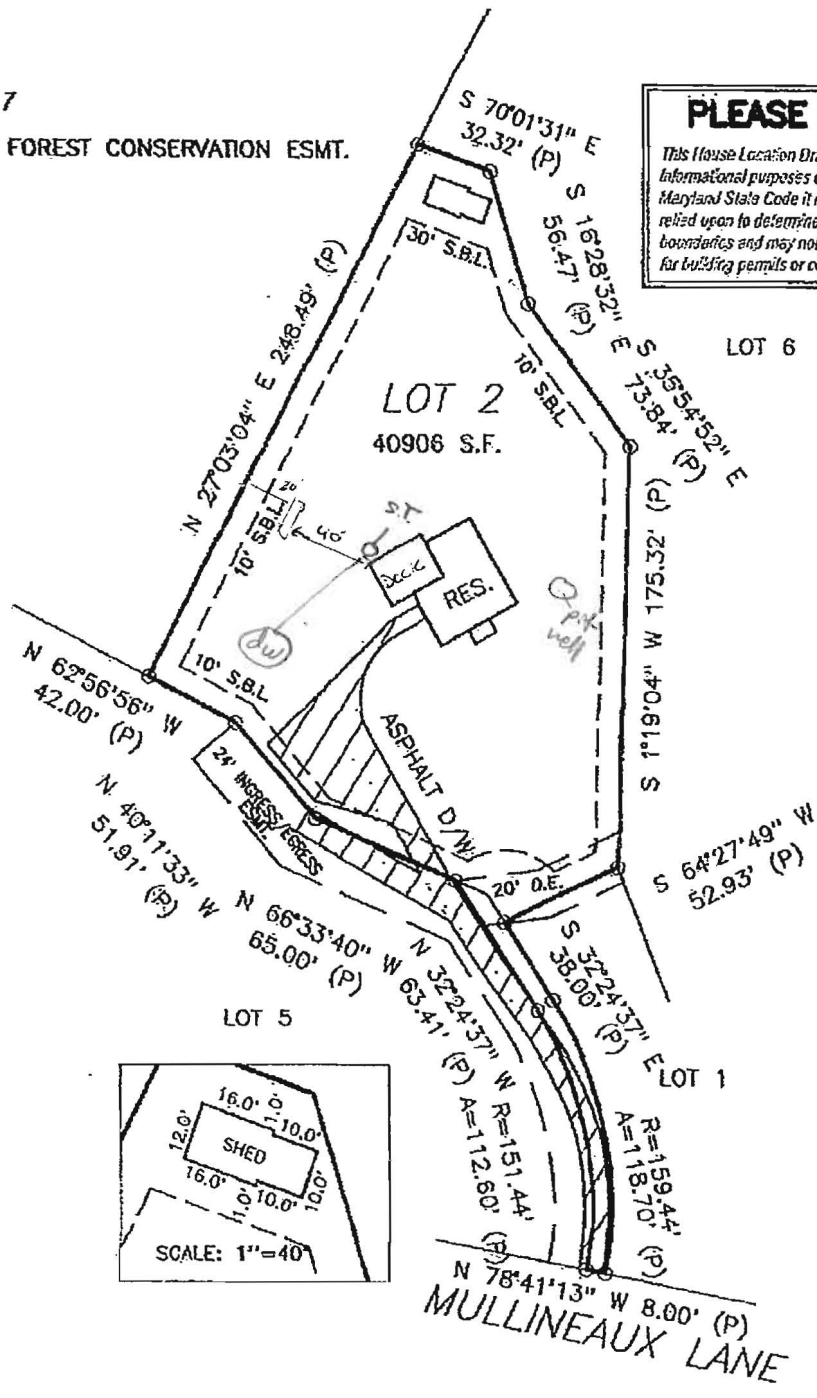 7
FOREST CONSERVATION ESMT.
S 70°01'31" E
32.32' (P)
PLEASE
This House Location
Informational purposes
Maryland State Code it
relied upon to determine
boundaries and may not
for building permits or
S 16°28'32" E
56.47' (P)
30' S.B.L.
LOT 6
N 27°03'04" E 248.49' (P)
10' S.B.L.
S 35°54'52" E
73.84' (P)
LOT 2
40906 S.F.
S 1°19'04" W 175.32' (P)
10' S.B.L.
20'
40'
S.T.
Deck
RES.
dw
well
10' S.B.L.
N 62°56'56" W
42.00' (P)
ASPHALT D/W
24' INGRESS/EGRESS
ESMT.
N 40°11'33" W
51.91' (P)
20' D.E.
S 64°27'49" W
52.93' (P)
N 66°33'40" W
65.00' (P)
N 32°24'37" W
63.41' (P)
S 32°24'37" E
38.00' (P)
LOT 5
LOT 1
R=151.44'
A=112.60' (P)
R=159.44'
A=118.70' (P)
16.0'
1.0'
10.0'
12.0'
SHED
16.0'
1.0'
10.0'
10.0'
SCALE: 1"=40'
N 78°41'13" W 8.00' (P)
MULLINEAUX LANE